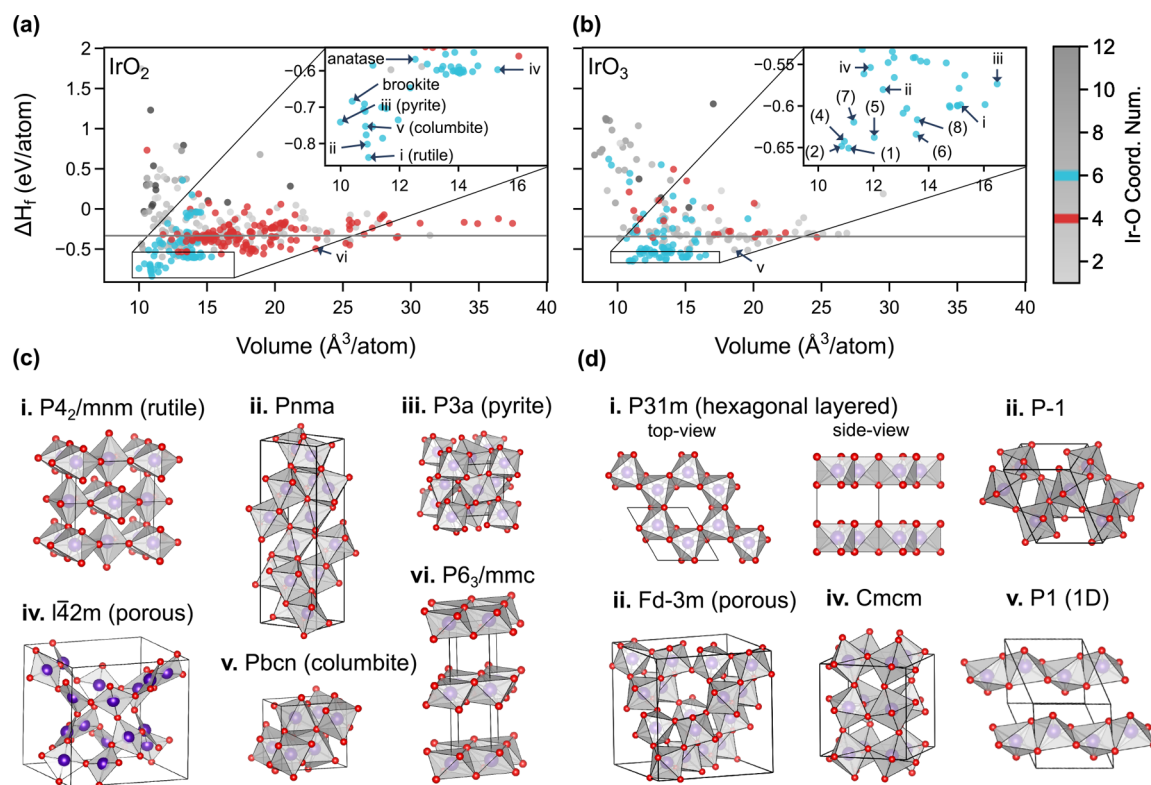 (a)
(b)
IrO2
ΔHf (eV/atom)
2
1.5
1
0.5
0
−0.5
10 15 20 25 30 35 40
Volume (Å3/atom)
vi
anatase
brookite
iii (pyrite)
v (columbite)
ii
i (rutile)
iv
−0.6
−0.7
−0.8
10 12 14 16
IrO3
10 15 20 25 30 35 40
Volume (Å3/atom)
v
−0.55
−0.6
−0.65
10 12 14 16
iii
iv
ii
(7)
(5)
i
(4)
(8)
(2)
(1)
(6)
12
10
8
6
4
2
Ir-O Coord. Num.
(c)
i. P42/mnm (rutile)
ii. Pnma
iii. P3a (pyrite)
iv. I4̅2m (porous)
v. Pbcn (columbite)
vi. P63/mmc
(d)
i. P31m (hexagonal layered)
top-view
side-view
ii. P-1
ii. Fd-3m (porous)
iv. Cmcm
v. P1 (1D)